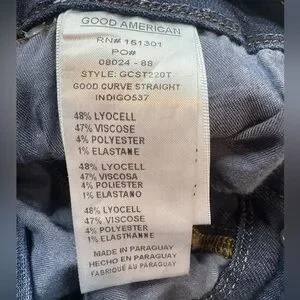 GOOD AMERICAN
RN# 151301
PO#
08D24 - 88
STYLE: GCST220T
GOOD CURVE STRAIGHT
INDIGO537
48% LYOCELL
47% VISCOSE
4% POLYESTER
1% ELASTANE
48% LYOCELL
47% VISCOSA
4% POLIESTER
1% ELASTANO
48% LYOCELL
47% VISCOSE
4% POLYESTER
1% ELASTHANNE
MADE IN PARAGUAY
HECHO EN PARAGUAY
FABRIQUÉ AU PARAGUAY